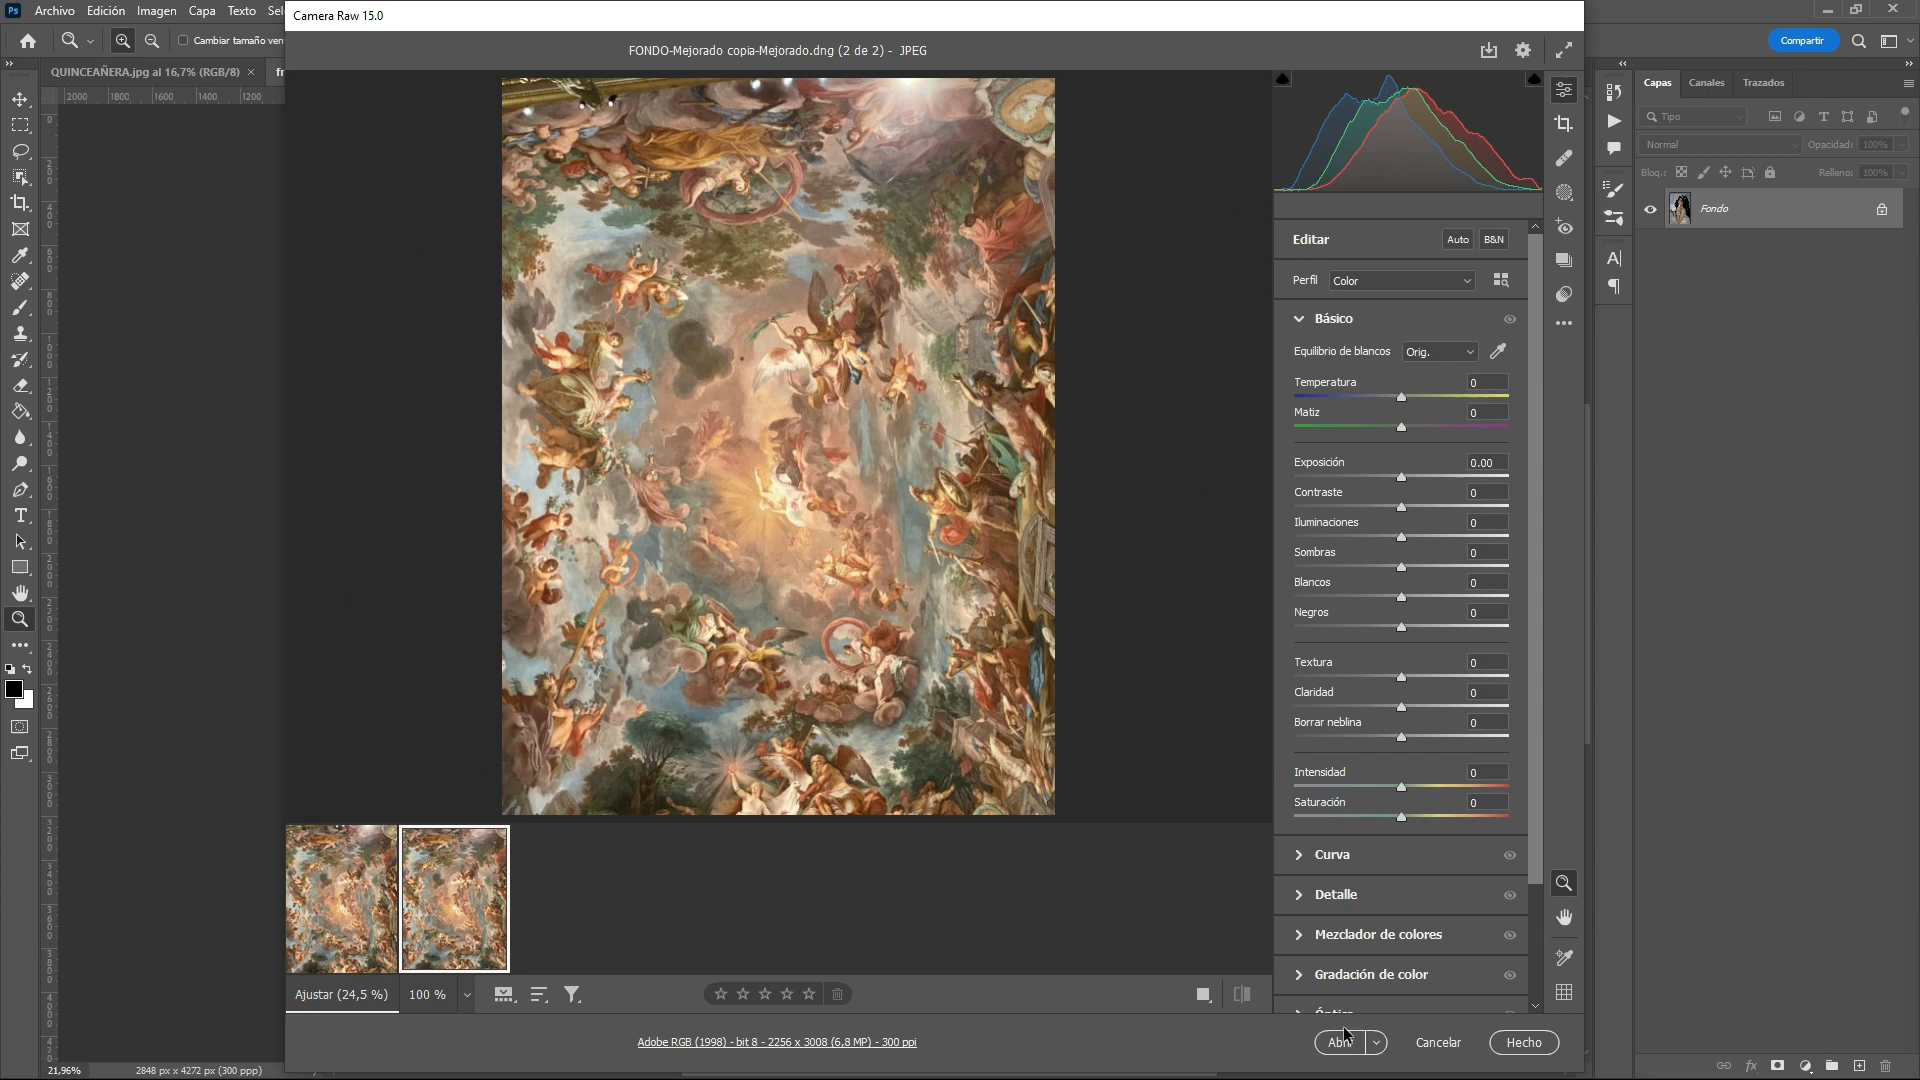 Ps Archivo Edición Imagen Capa Texto Sel
Camera Raw 15.0
Cambiar tamaño ven
FONDO-Mejorado copia-Mejorado.dng (2 de 2) - JPEG
Compartir
QUINCEAÑERA.jpg al 16,7% (RGB/8) ×
Capas Canales Trazados
2000 1800 1600 1400 1200
Tipo
Normal Opacidad: 100%
Bloq.: Relleno: 100%
Fondo
Editar Auto B&N
Perfil Color
Básico
Equilibrio de blancos Orig.
Temperatura 0
Matiz 0
Exposición 0.00
Contraste 0
Iluminaciones 0
Sombras 0
Blancos 0
Negros 0
Textura 0
Claridad 0
Borrar neblina 0
Intensidad 0
Saturación 0
Curva
Detalle
Mezclador de colores
Gradación de color
Ajustar (24,5 %) 100 %
Adobe RGB (1998) - bit 8 - 2256 x 3008 (6,8 MP) - 300 ppi
Cancelar Hecho
21,96% 2848 px x 4272 px (300 ppp)